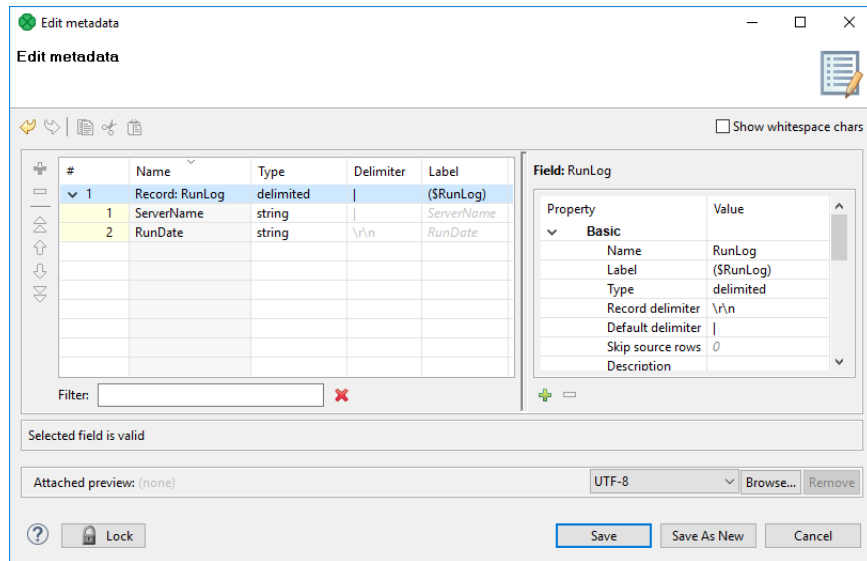 Edit metadata
Edit metadata
Show whitespace chars
# Name Type Delimiter Label
1 Record: RunLog delimited | ($RunLog)
1 ServerName string | ServerName
2 RunDate string \r\n RunDate
Filter:
Field: RunLog
Property Value
Basic
Name RunLog
Label ($RunLog)
Type delimited
Record delimiter \r\n
Default delimiter |
Skip source rows 0
Description
Selected field is valid
Attached preview: (none) UTF-8 Browse... Remove
? Lock Save Save As New Cancel